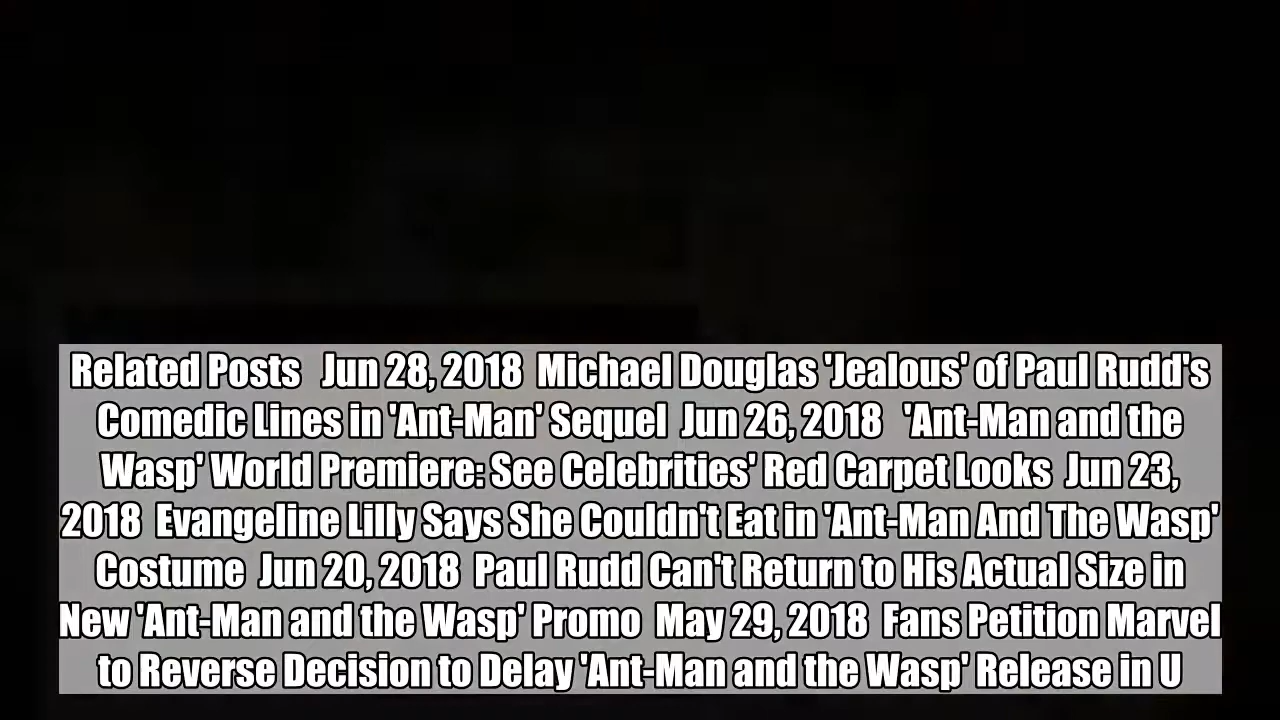 Related Posts   Jun 28, 2018  Michael Douglas 'Jealous' of Paul Rudd's
Comedic Lines in 'Ant-Man' Sequel  Jun 26, 2018   'Ant-Man and the
Wasp' World Premiere: See Celebrities' Red Carpet Looks  Jun 23,
2018  Evangeline Lilly Says She Couldn't Eat in 'Ant-Man And The Wasp'
Costume  Jun 20, 2018  Paul Rudd Can't Return to His Actual Size in
New 'Ant-Man and the Wasp' Promo  May 29, 2018  Fans Petition Marvel
to Reverse Decision to Delay 'Ant-Man and the Wasp' Release in U